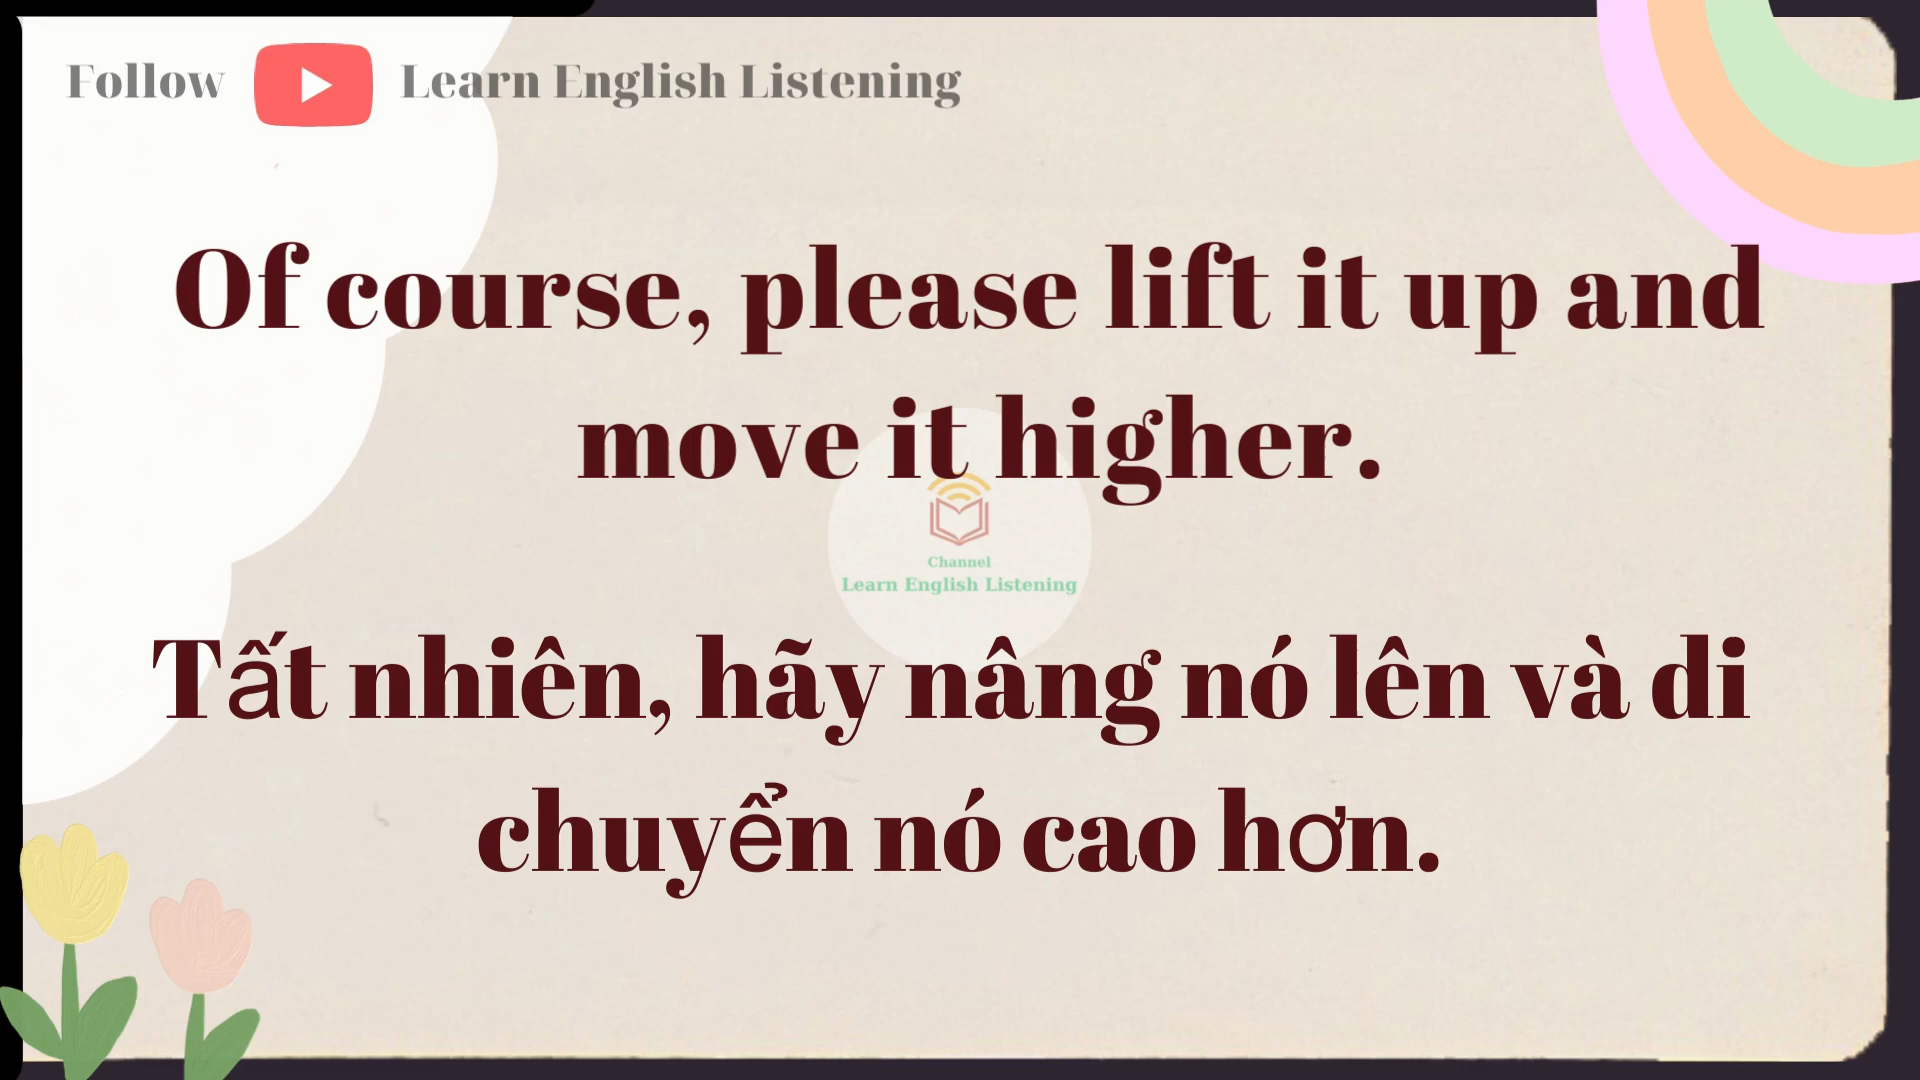 Follow Learn English Listening
Of course, please lift it up and
move it higher.
Channel
Learn English Listening
Tất nhiên, hãy nâng nó lên và di
chuyển nó cao hơn.